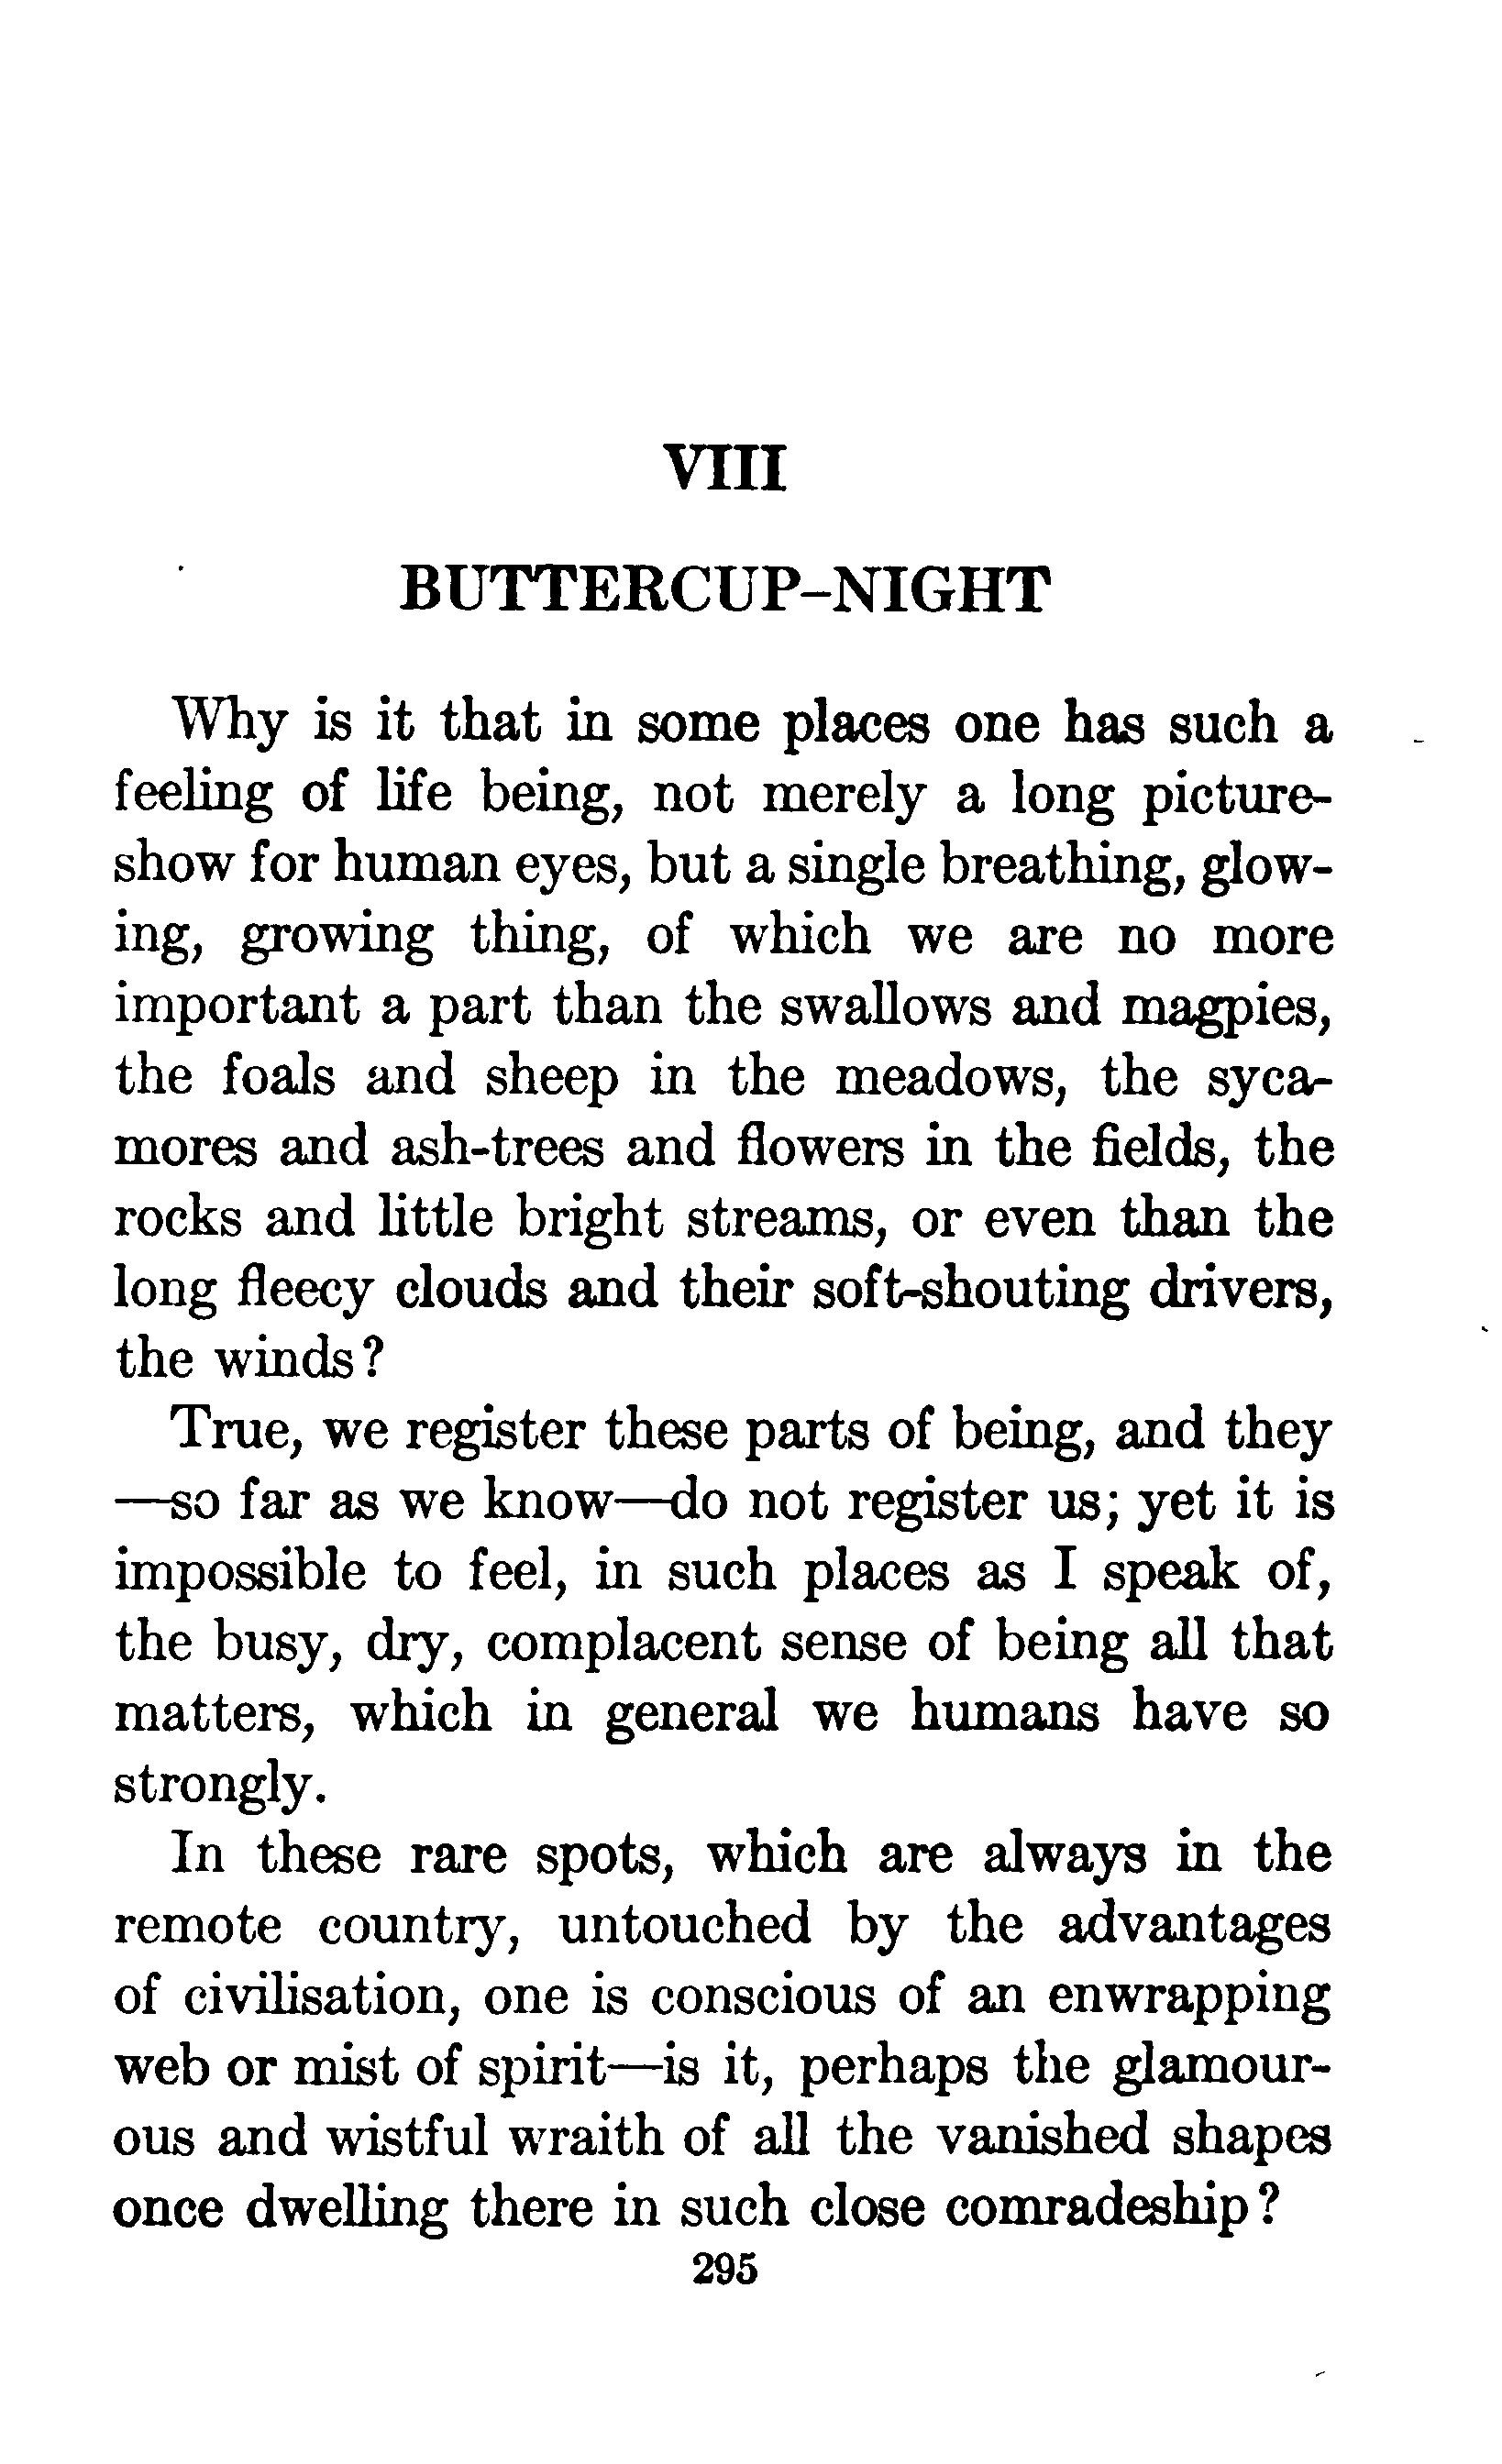 VIII
BUTTERCUP-NIGHT
Why is it that in some places one has such a
feeling of life being, not merely a long picture-
show for human eyes, but a single breathing, glow-
ing, growing thing, of which we are no more
important a part than the swallows and magpies,
the foals and sheep in the meadows, the syca-
mores and ash-trees and flowers in the fields, the
rocks and little bright streams, or even than the
long fleecy clouds and their soft-shouting drivers,
the winds?
True, we register these parts of being, and they
—so far as we know—do not register us; yet it is
impossible to feel, in such places as I speak of,
the busy, dry, complacent sense of being all that
matters, which in general we humans have so
strongly.
In these rare spots, which are always in the
remote country, untouched by the advantages
of civilisation, one is conscious of an enwrapping
web or mist of spirit—is it, perhaps the glamour-
ous and wistful wraith of all the vanished shapes
once dwelling there in such close comradeship?
295